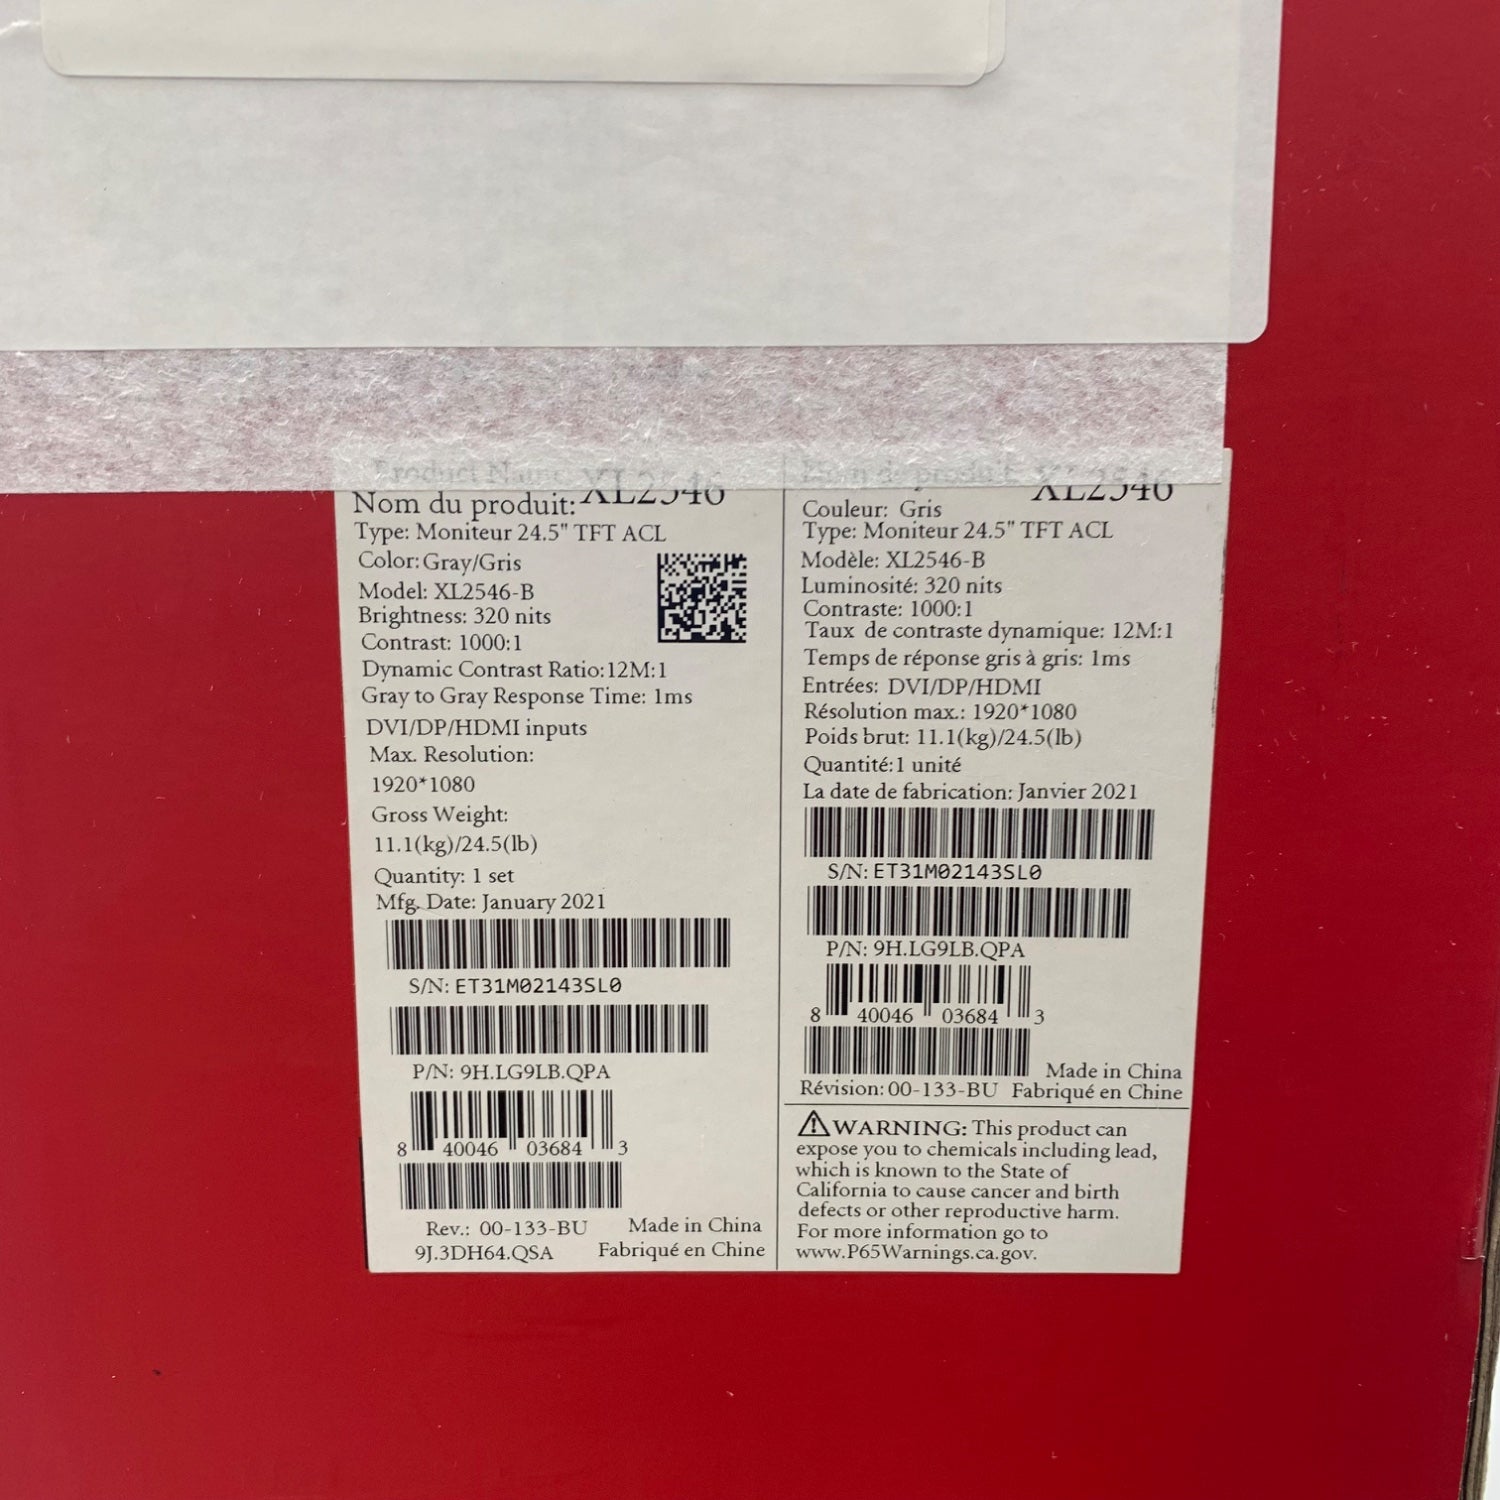 Product Name: XL2546
Nom du produit:
Type: Moniteur 24.5" TFT ACL
Color: Gray/Gris
Model: XL2546-B
Brightness: 320 nits
Contrast: 1000:1
Dynamic Contrast Ratio:12M:1
Gray to Gray Response Time: 1ms
DVI/DP/HDMI inputs
Max. Resolution:
1920*1080
Gross Weight:
11.1(kg)/24.5(lb)
Quantity: 1 set
Mfg. Date: January 2021
S/N: ET31M02143SL0
P/N: 9H.LG9LB.QPA
8 40046 03684 3
Rev.: 00-133-BU Made in China
9J.3DH64.QSA Fabriqué en Chine
Nom de produit: XL2546
Couleur: Gris
Type: Moniteur 24.5" TFT ACL
Modèle: XL2546-B
Luminosité: 320 nits
Contraste: 1000:1
Taux de contraste dynamique: 12M:1
Temps de réponse gris à gris: 1ms
Entrées: DVI/DP/HDMI
Résolution max.: 1920*1080
Poids brut: 11.1(kg)/24.5(lb)
Quantité:1 unité
La date de fabrication: Janvier 2021
S/N: ET31M02143SL0
P/N: 9H.LG9LB.QPA
8 40046 03684 3
Made in China
Révision: 00-133-BU Fabriqué en Chine
⚠WARNING: This product can
expose you to chemicals including lead,
which is known to the State of
California to cause cancer and birth
defects or other reproductive harm.
For more information go to
www.P65Warnings.ca.gov.